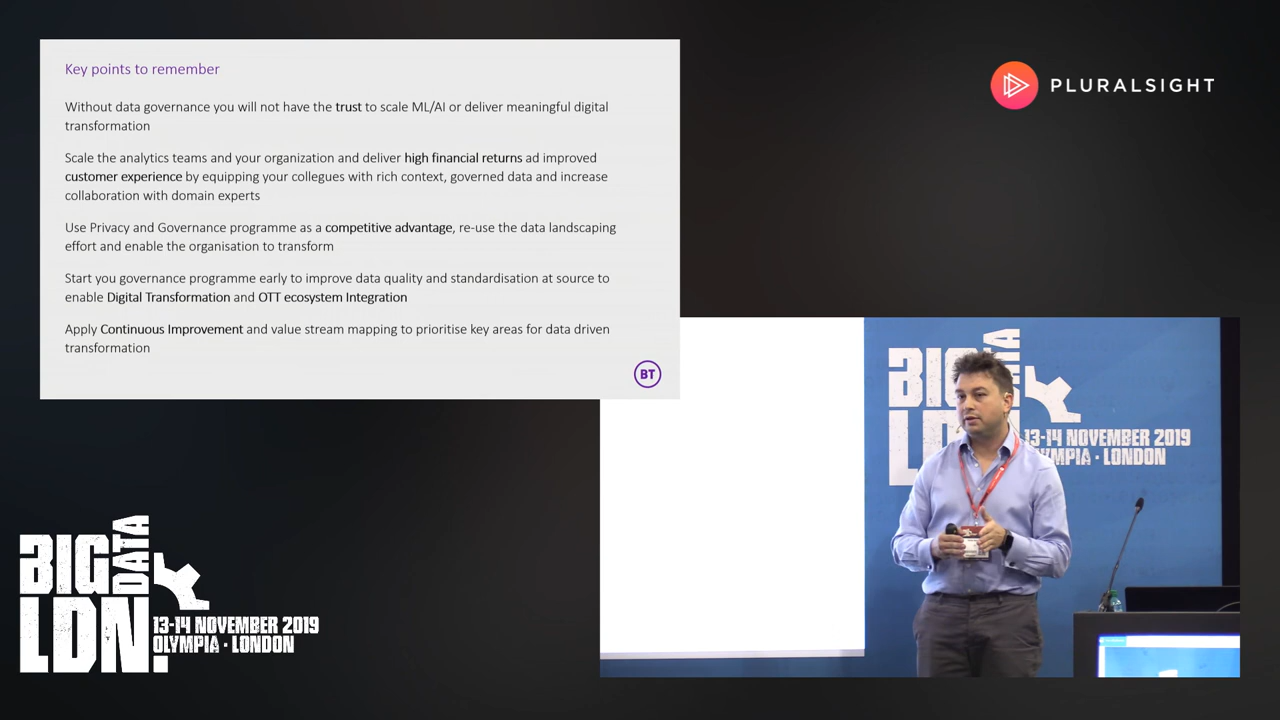 Key points to remember
Without data governance you will not have the trust to scale ML/AI or deliver meaningful digital
transformation
Scale the analytics teams and your organization and deliver high financial returns ad improved
customer experience by equipping your collegues with rich context, governed data and increase
collaboration with domain experts
Use Privacy and Governance programme as a competitive advantage, re-use the data landscaping
effort and enable the organisation to transform
Start you governance programme early to improve data quality and standardisation at source to
enable Digital Transformation and OTT ecosystem Integration
Apply Continuous Improvement and value stream mapping to prioritise key areas for data driven
transformation
BT
PLURALSIGHT
BIG
DATA
LDN.
13-14 NOVEMBER 2019
OLYMPIA · LONDON
13-14 NOVEMBER 2019
LONDON